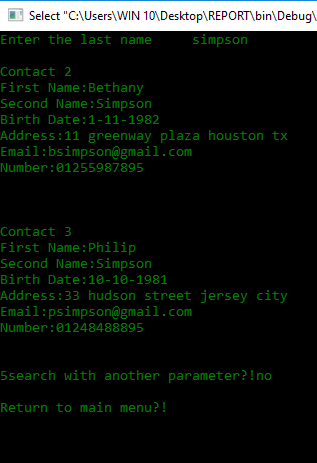 Select "C:\Users\WIN 10\Desktop\REPORT\bin\Debug\
Enter the last name     simpson
Contact 2
First Name:Bethany
Second Name:Simpson
Birth Date:1-11-1982
Address:11 greenway plaza houston tx
Email:bsimpson@gmail.com
Number:01255987895
Contact 3
First Name:Philip
Second Name:Simpson
Birth Date:10-10-1981
Address:33 hudson street jersey city
Email:psimpson@gmail.com
Number:01248488895
5search with another parameter?!no
Return to main menu?!